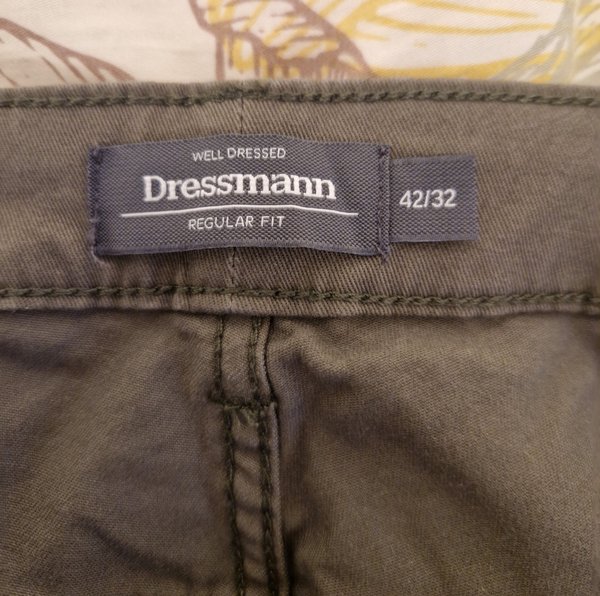 WELL DRESSED
Dressmann
REGULAR FIT
42/32